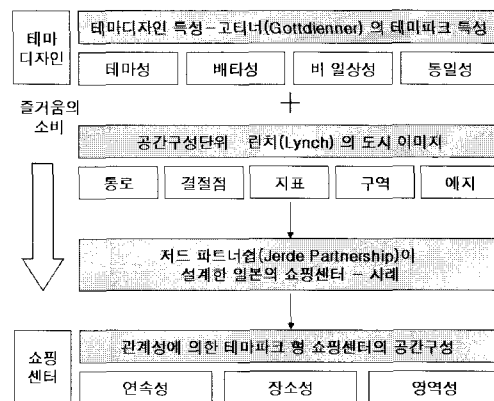 테마
디자인
테마디자인 특성-고티너(Gottdienner) 의 테미파크 특성
테마성 배타성 비 일상성 통일성
+
즐거움의
소비
공간구성단위 린치(Lynch) 의 도시 이미지
통로 결절점 지표 구역 에지
저드 파트너쉽(Jerde Partnership)이
설계한 일본의 쇼핑센터 - 사례
쇼핑
센터
관계성에 의한 테마파크 형 쇼핑센터의 공간구성
연속성 장소성 영역성